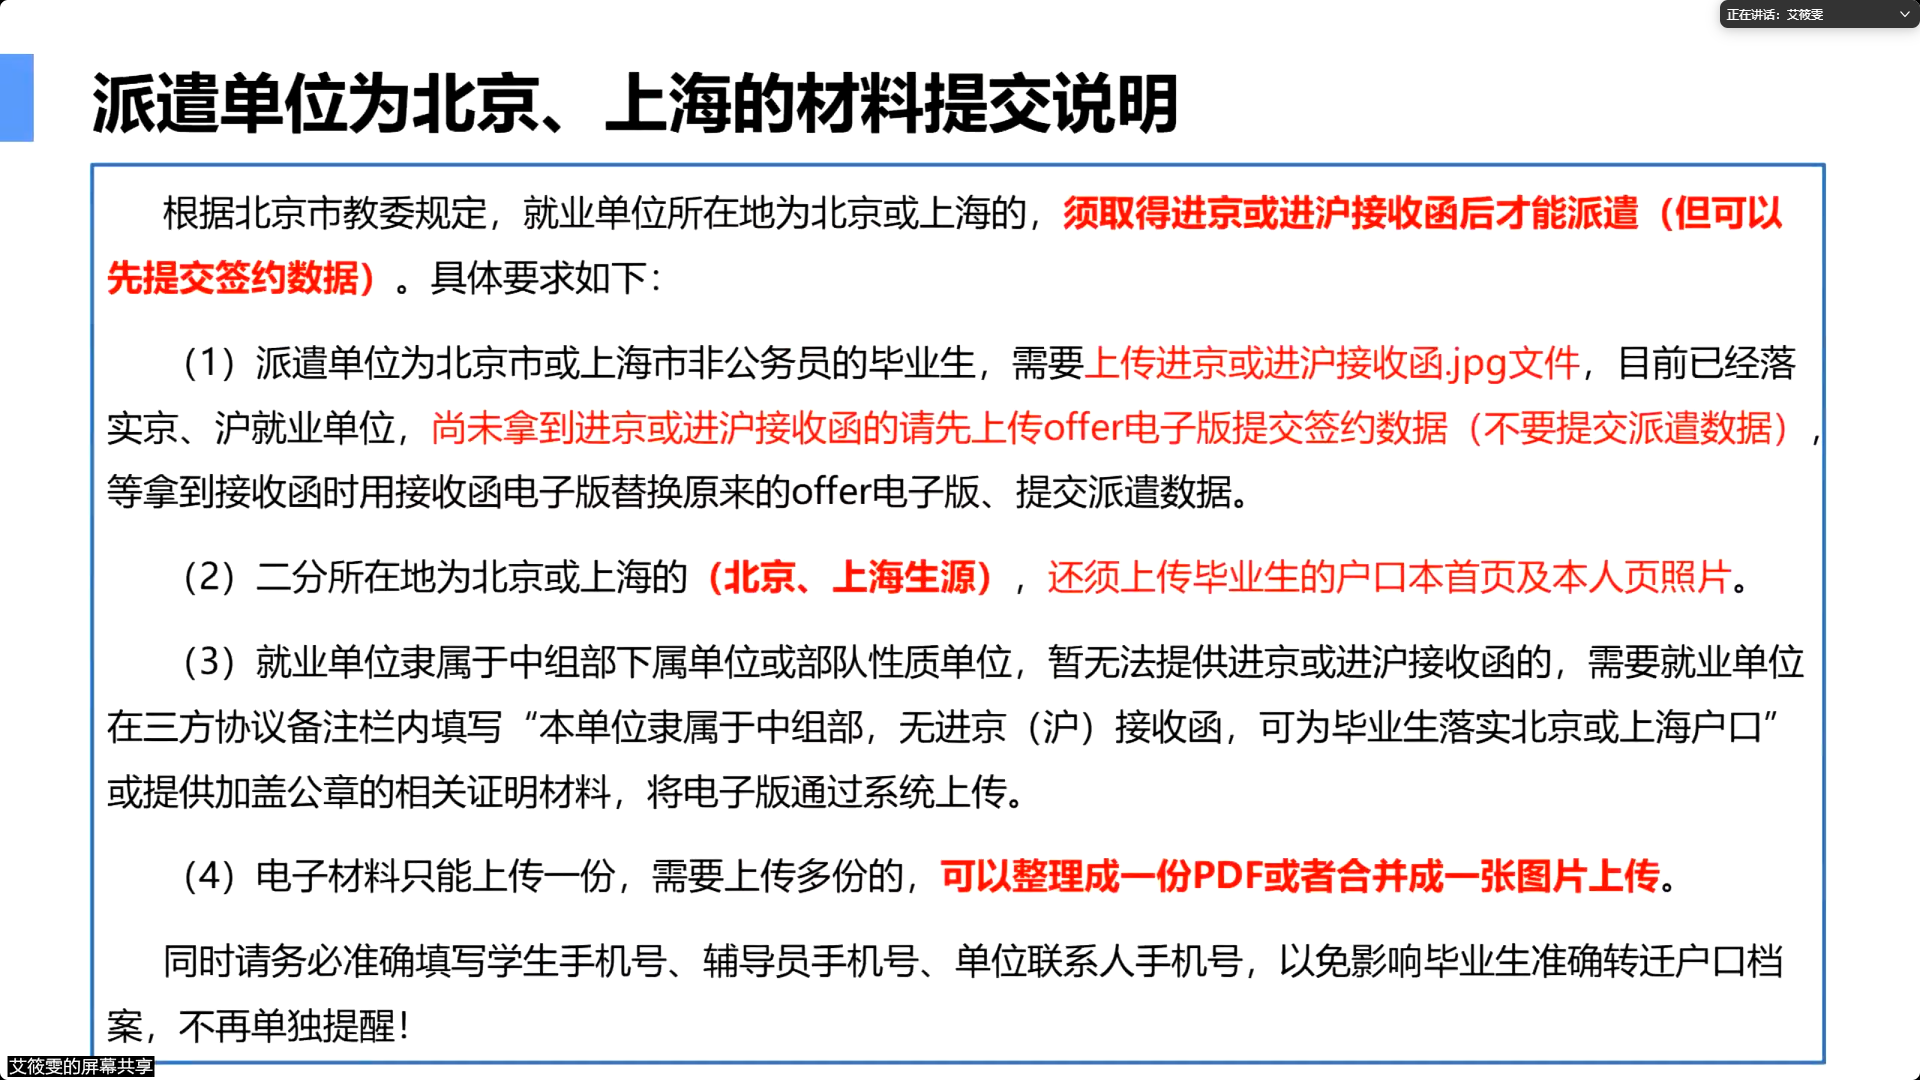 正在讲话：艾筱雯
派遣单位为北京、上海的材料提交说明
根据北京市教委规定，就业单位所在地为北京或上海的，须取得进京或进沪接收函后才能派遣（但可以
先提交签约数据）。具体要求如下：
（1）派遣单位为北京市或上海市非公务员的毕业生，需要上传进京或进沪接收函.jpg文件，目前已经落
实京、沪就业单位，尚未拿到进京或进沪接收函的请先上传offer电子版提交签约数据（不要提交派遣数据），
等拿到接收函时用接收函电子版替换原来的offer电子版、提交派遣数据。
（2）二分所在地为北京或上海的（北京、上海生源），还须上传毕业生的户口本首页及本人页照片。
（3）就业单位隶属于中组部下属单位或部队性质单位，暂无法提供进京或进沪接收函的，需要就业单位
在三方协议备注栏内填写“本单位隶属于中组部，无进京（沪）接收函，可为毕业生落实北京或上海户口”
或提供加盖公章的相关证明材料，将电子版通过系统上传。
（4）电子材料只能上传一份，需要上传多份的，可以整理成一份PDF或者合并成一张图片上传。
同时请务必准确填写学生手机号、辅导员手机号、单位联系人手机号，以免影响毕业生准确转迁户口档
案，不再单独提醒！
艾筱雯的屏幕共享